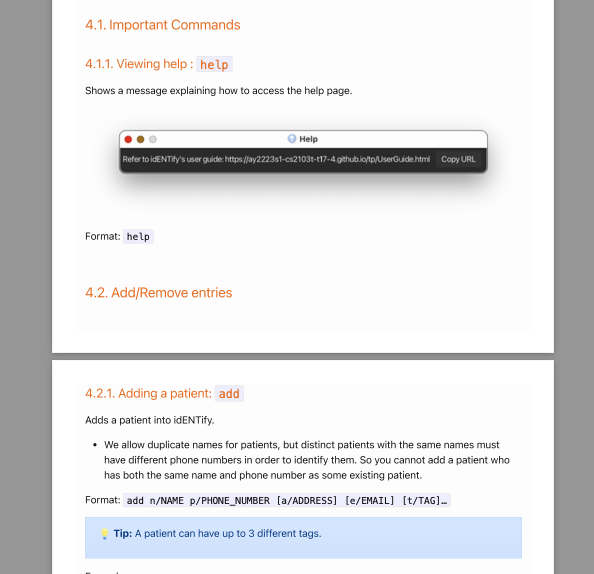 4.1. Important Commands
4.1.1. Viewing help : help
Shows a message explaining how to access the help page.
Help
Refer to idENTify's user guide: https://ay2223s1-cs2103t-t17-4.github.io/tp/UserGuide.html Copy URL
Format: help
4.2. Add/Remove entries
4.2.1. Adding a patient: add
Adds a patient into idENTify.
• We allow duplicate names for patients, but distinct patients with the same names must
have different phone numbers in order to identify them. So you cannot add a patient who
has both the same name and phone number as some existing patient.
Format: add n/NAME p/PHONE_NUMBER [a/ADDRESS] [e/EMAIL] [t/TAG]…
💡 Tip: A patient can have up to 3 different tags.